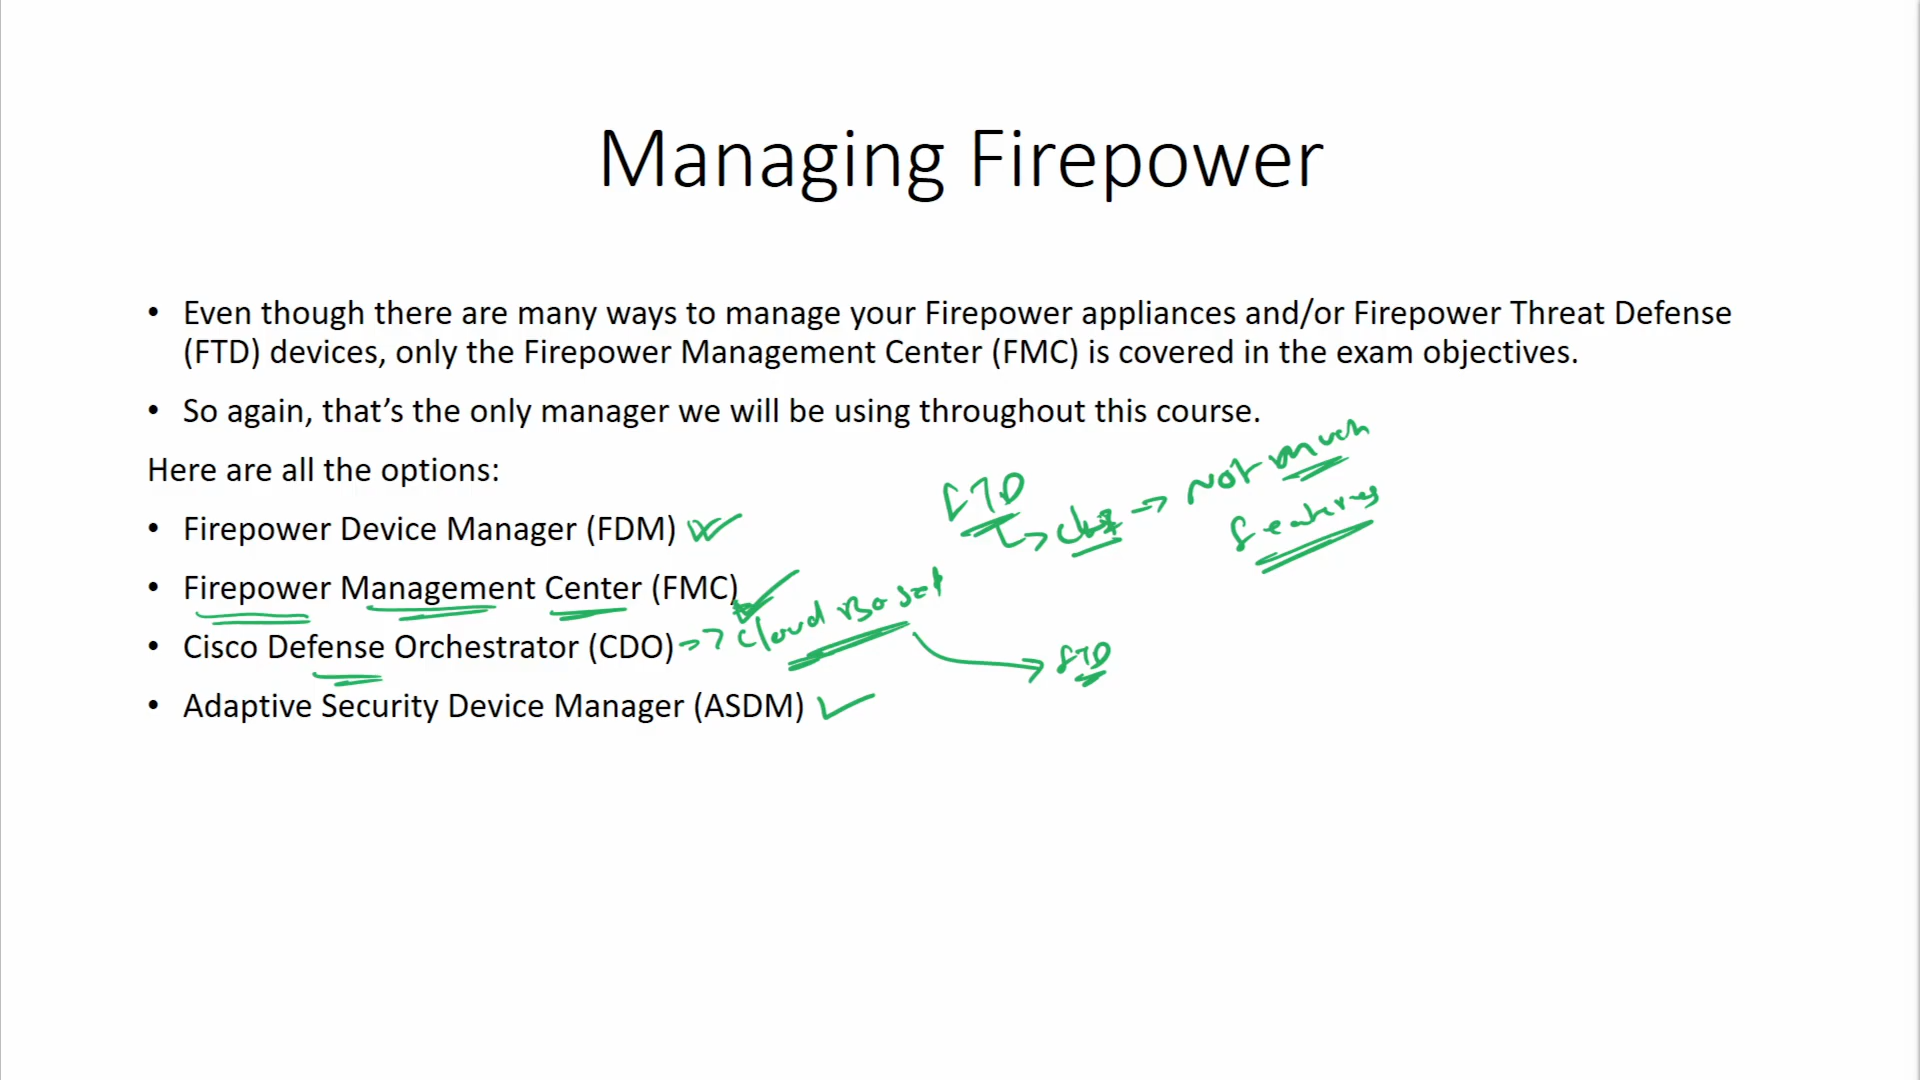 Managing Firepower
• Even though there are many ways to manage your Firepower appliances and/or Firepower Threat Defense
(FTD) devices, only the Firepower Management Center (FMC) is covered in the exam objectives.
• So again, that’s the only manager we will be using throughout this course.
Here are all the options:
FTD
not much
features
• Firepower Device Manager (FDM)
• Firepower Management Center (FMC)
• Cisco Defense Orchestrator (CDO) -> cloud Based
FTD
• Adaptive Security Device Manager (ASDM)